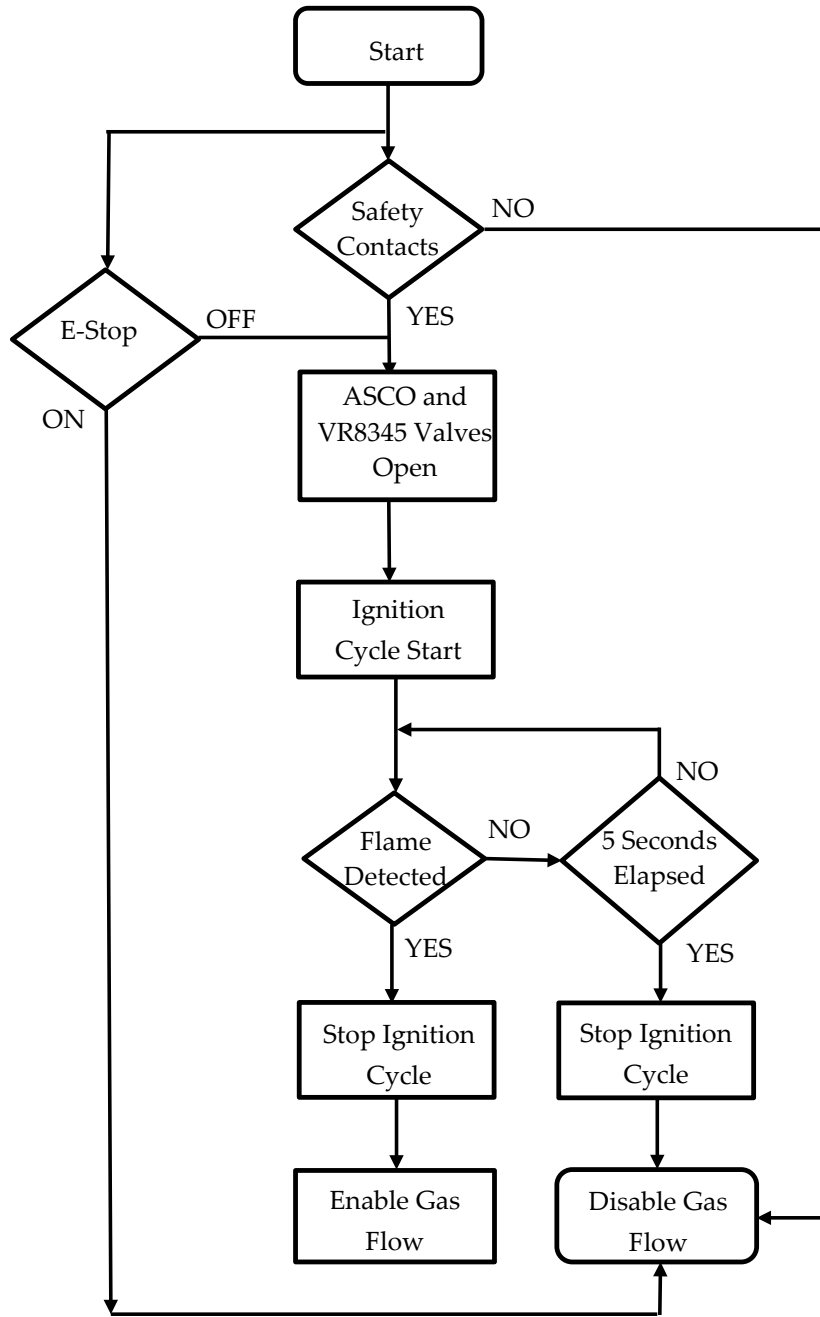 Start
Safety
Contacts
NO
YES
E-Stop
OFF
ON
ASCO and
VR8345 Valves
Open
Ignition
Cycle Start
Flame
Detected
NO
5 Seconds
Elapsed
NO
YES
YES
Stop Ignition
Cycle
Stop Ignition
Cycle
Enable Gas
Flow
Disable Gas
Flow